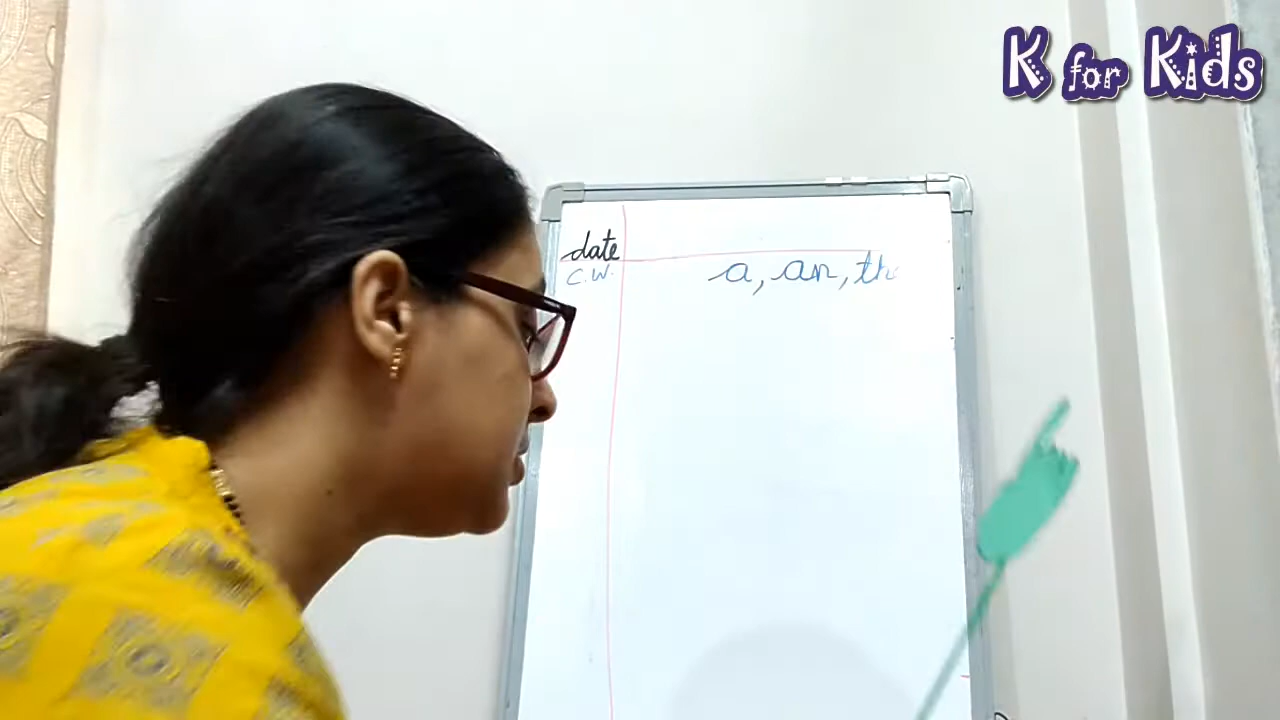 K for Kids
date
C.W. a, an, the